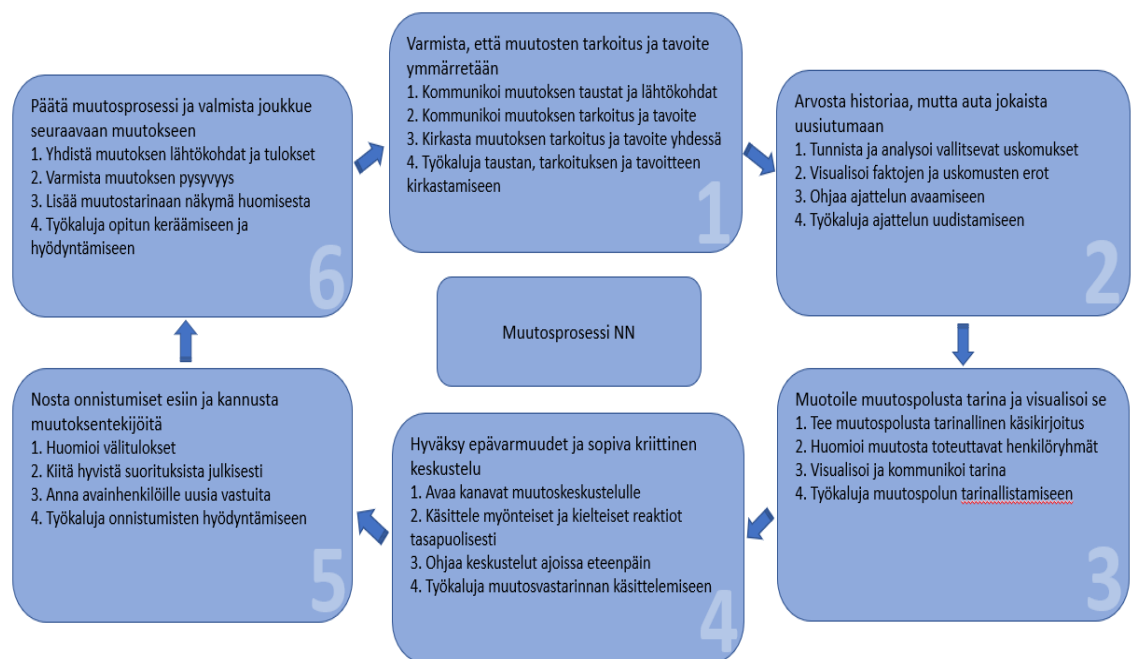 Varmista, että muutosten tarkoitus ja tavoite
ymmärretään
1. Kommunikoi muutoksen taustat ja lähtökohdat
2. Kommunikoi muutoksen tarkoitus ja tavoite
3. Kirkasta muutoksen tarkoitus ja tavoite yhdessä
4. Työkaluja taustan, tarkoituksen ja tavoitteen
kirkastamiseen
1
Arvosta historiaa, mutta auta jokaista
uusiutumaan
1. Tunnista ja analysoi vallitsevat uskomukset
2. Visualisoi faktojen ja uskomusten erot
3. Ohjaa ajattelun avaamiseen
4. Työkaluja ajattelun uudistamiseen
2
Muotoile muutospolusta tarina ja visualisoi se
1. Tee muutospolusta tarinallinen käsikirjoitus
2. Huomioi muutosta toteuttavat henkilöryhmät
3. Visualisoi ja kommunikoi tarina
4. Työkaluja muutospolun tarinallistamiseen
3
Hyväksy epävarmuudet ja sopiva kriittinen
keskustelu
1. Avaa kanavat muutoskeskustelulle
2. Käsittele myönteiset ja kielteiset reaktiot
tasapuolisesti
3. Ohjaa keskustelut ajoissa eteenpäin
4. Työkaluja muutosvastarinnan käsittelemiseen
4
Nosta onnistumiset esiin ja kannusta
muutoksentekijöitä
1. Huomioi välitulokset
2. Kiitä hyvistä suorituksista julkisesti
3. Anna avainhenkilöille uusia vastuita
4. Työkaluja onnistumisten hyödyntämiseen
5
Päätä muutosprosessi ja valmista joukkue
seuraavaan muutokseen
1. Yhdistä muutoksen lähtökohdat ja tulokset
2. Varmista muutoksen pysyvyys
3. Lisää muutostarinaan näkymä huomisesta
4. Työkaluja opitun keräämiseen ja
hyödyntämiseen
6
Muutosprosessi NN